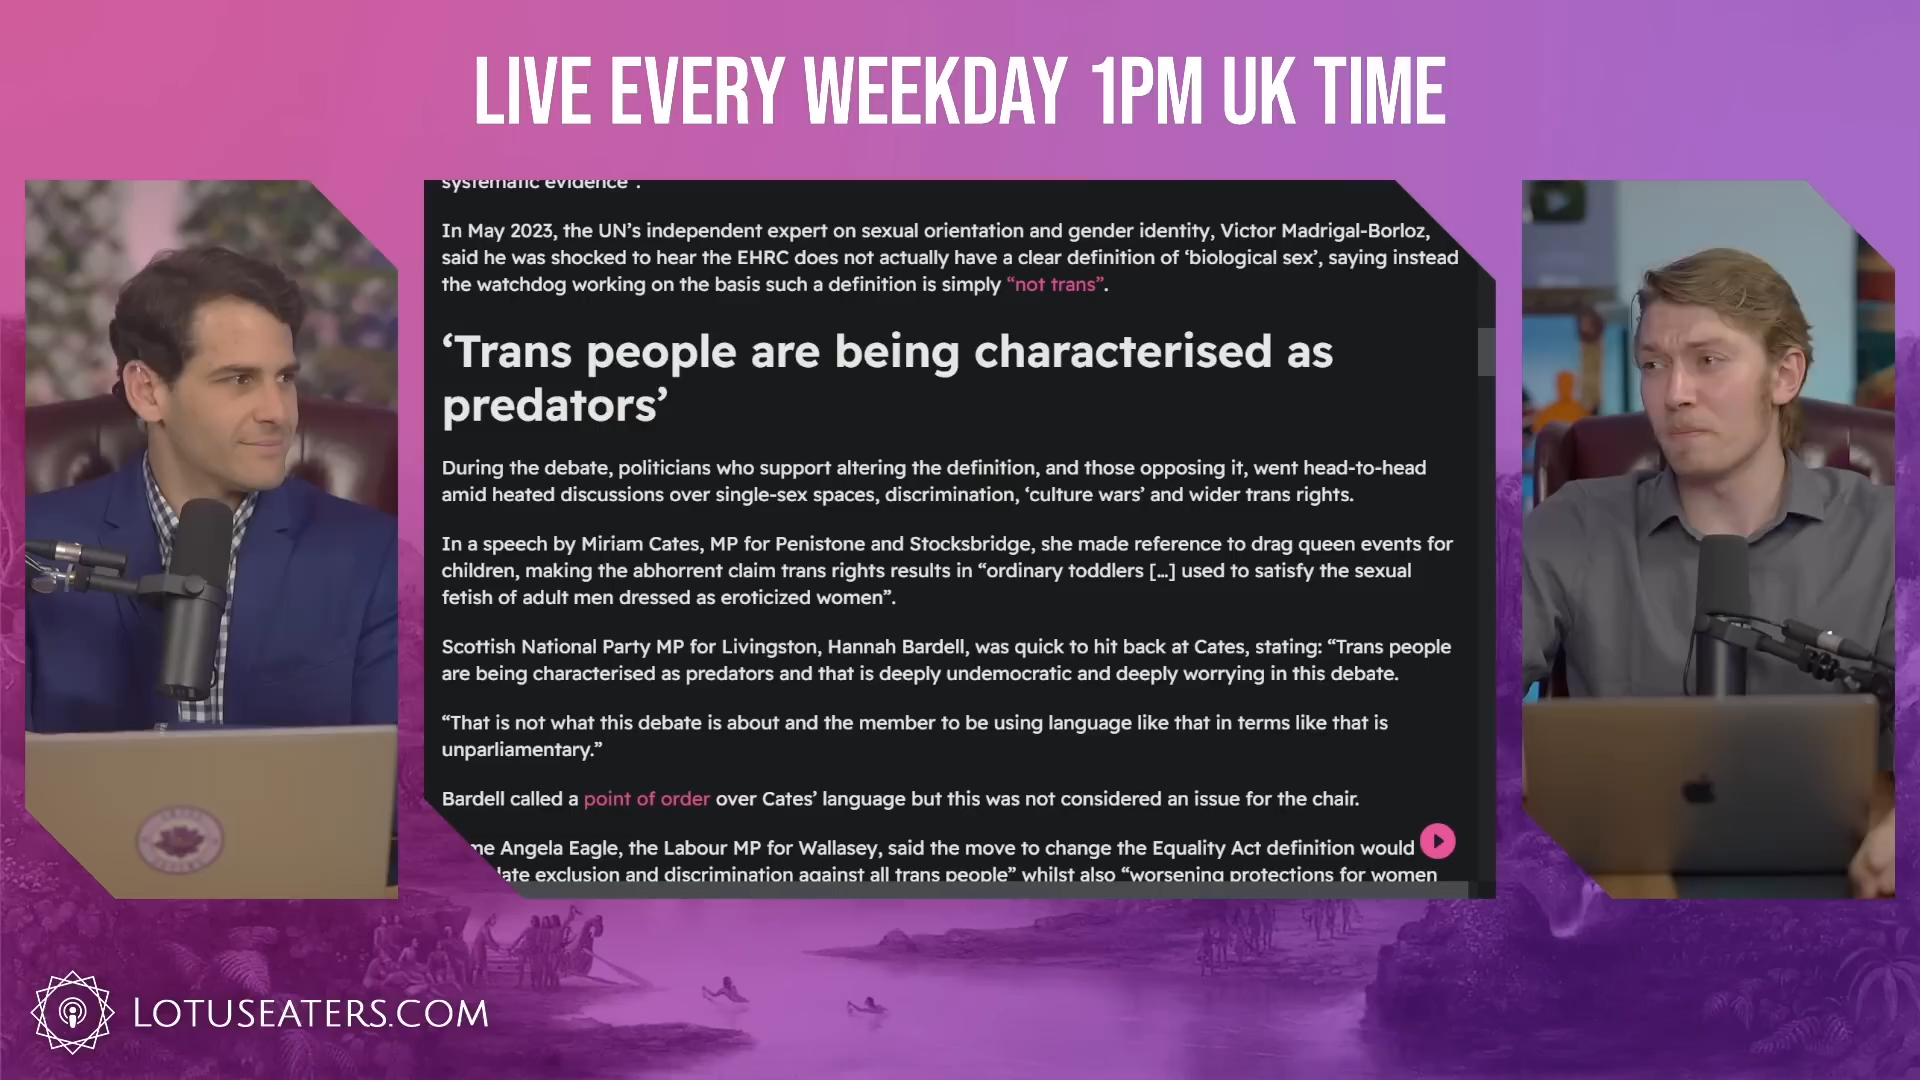 LIVE EVERY WEEKDAY 1PM UK TIME
systematic evidence”.
In May 2023, the UN’s independent expert on sexual orientation and gender identity, Victor Madrigal-Borloz,
said he was shocked to hear the EHRC does not actually have a clear definition of ‘biological sex’, saying instead
the watchdog working on the basis such a definition is simply “not trans”.
‘Trans people are being characterised as
predators’
During the debate, politicians who support altering the definition, and those opposing it, went head-to-head
amid heated discussions over single-sex spaces, discrimination, ‘culture wars’ and wider trans rights.
In a speech by Miriam Cates, MP for Penistone and Stocksbridge, she made reference to drag queen events for
children, making the abhorrent claim trans rights results in “ordinary toddlers […] used to satisfy the sexual
fetish of adult men dressed as eroticized women”.
Scottish National Party MP for Livingston, Hannah Bardell, was quick to hit back at Cates, stating: “Trans people
are being characterised as predators and that is deeply undemocratic and deeply worrying in this debate.
“That is not what this debate is about and the member to be using language like that in terms like that is
unparliamentary.”
Bardell called a point of order over Cates’ language but this was not considered an issue for the chair.
me Angela Eagle, the Labour MP for Wallasey, said the move to change the Equality Act definition would
ate exclusion and discrimination against all trans people” whilst also “worsening protections for women
LOTUSEATERS.COM